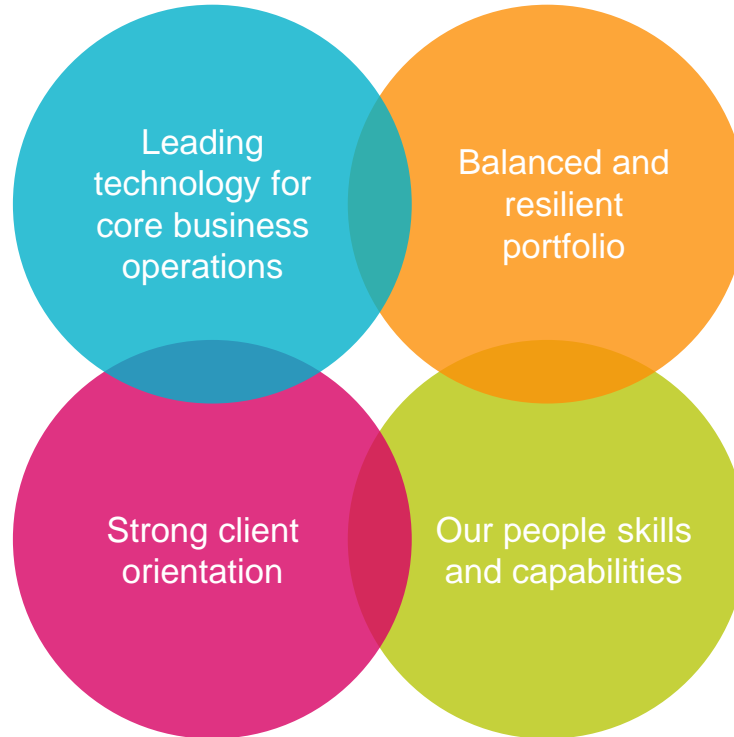 Leading
technology for
core business
operations
Balanced and
resilient
portfolio
Strong client
orientation
Our people skills
and capabilities